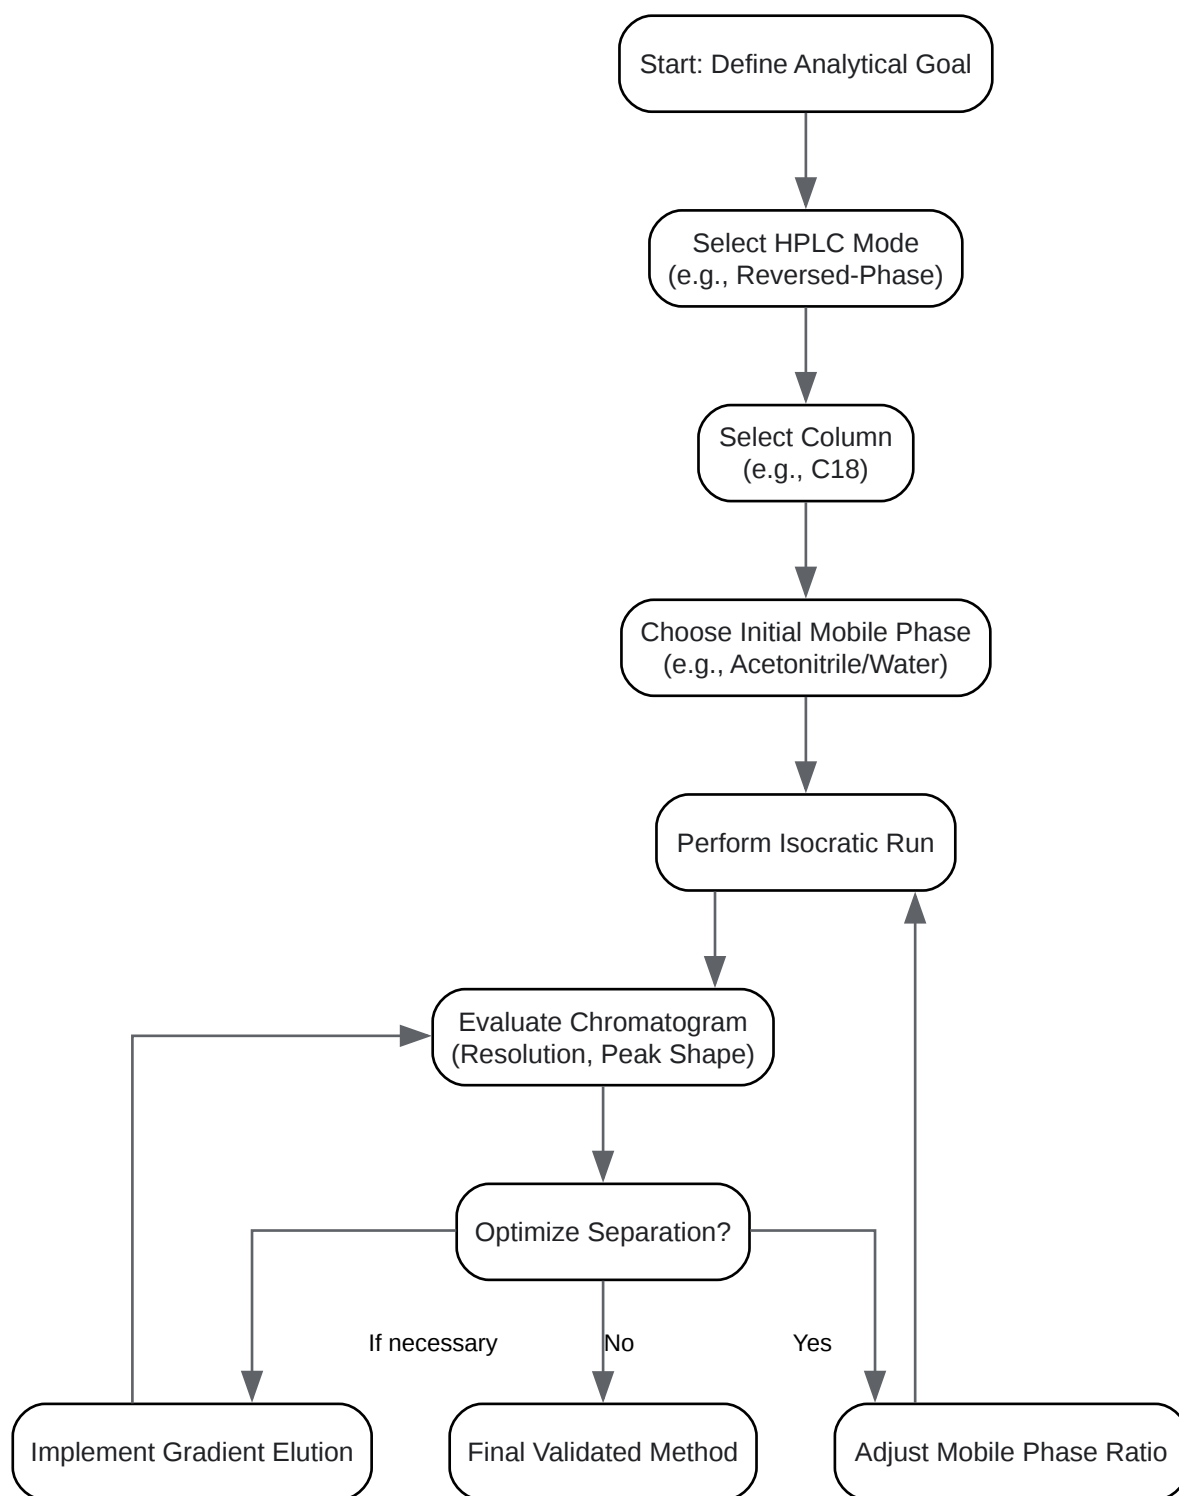 Start: Define Analytical Goal
Select HPLC Mode
(e.g., Reversed-Phase)
Select Column
(e.g., C18)
Choose Initial Mobile Phase
(e.g., Acetonitrile/Water)
Perform Isocratic Run
Evaluate Chromatogram
(Resolution, Peak Shape)
Optimize Separation?
If necessary
No
Yes
Implement Gradient Elution
Final Validated Method
Adjust Mobile Phase Ratio